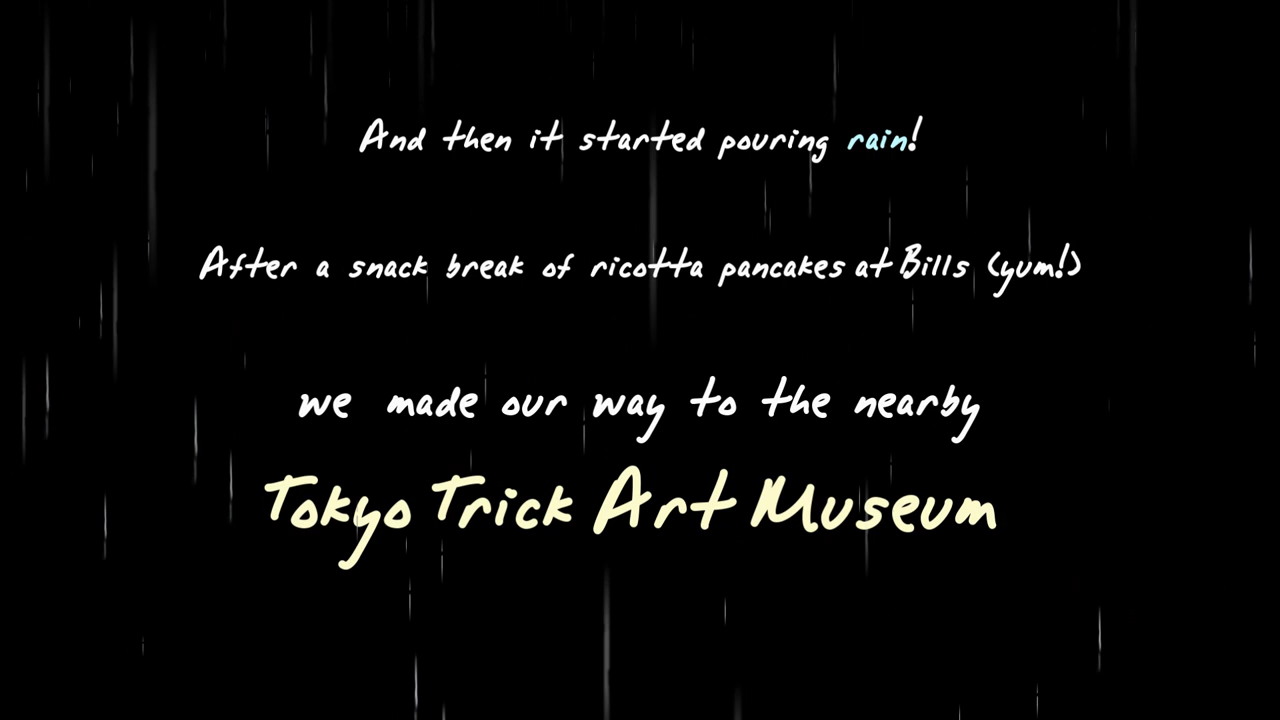 And then it started pouring rain!
After a snack break of ricotta pancakes at Bills (yum!)
we made our way to the nearby
Tokyo Trick Art Museum